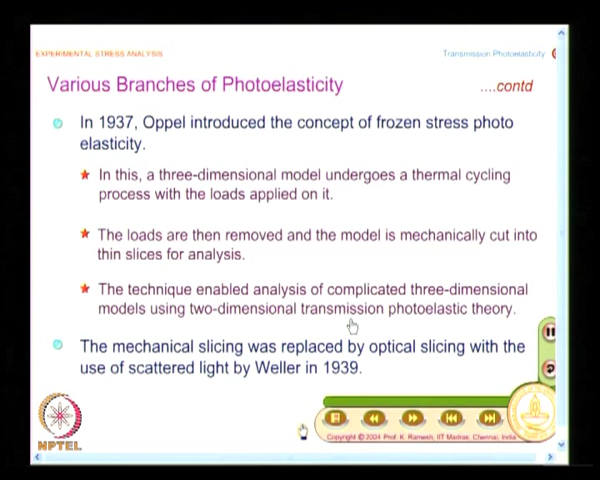 EXPERIMENTAL STRESS ANALYSIS
Transmission Photoelasticity
Various Branches of Photoelasticity
....contd
In 1937, Oppel introduced the concept of frozen stress photo
elasticity.
In this, a three-dimensional model undergoes a thermal cycling
process with the loads applied on it.
The loads are then removed and the model is mechanically cut into
thin slices for analysis.
The technique enabled analysis of complicated three-dimensional
models using two-dimensional transmission photoelastic theory.
The mechanical slicing was replaced by optical slicing with the
use of scattered light by Weller in 1939.
NPTEL
Copyright © 2004 Prof. K. Ramesh, IIT Madras, Chennai, India